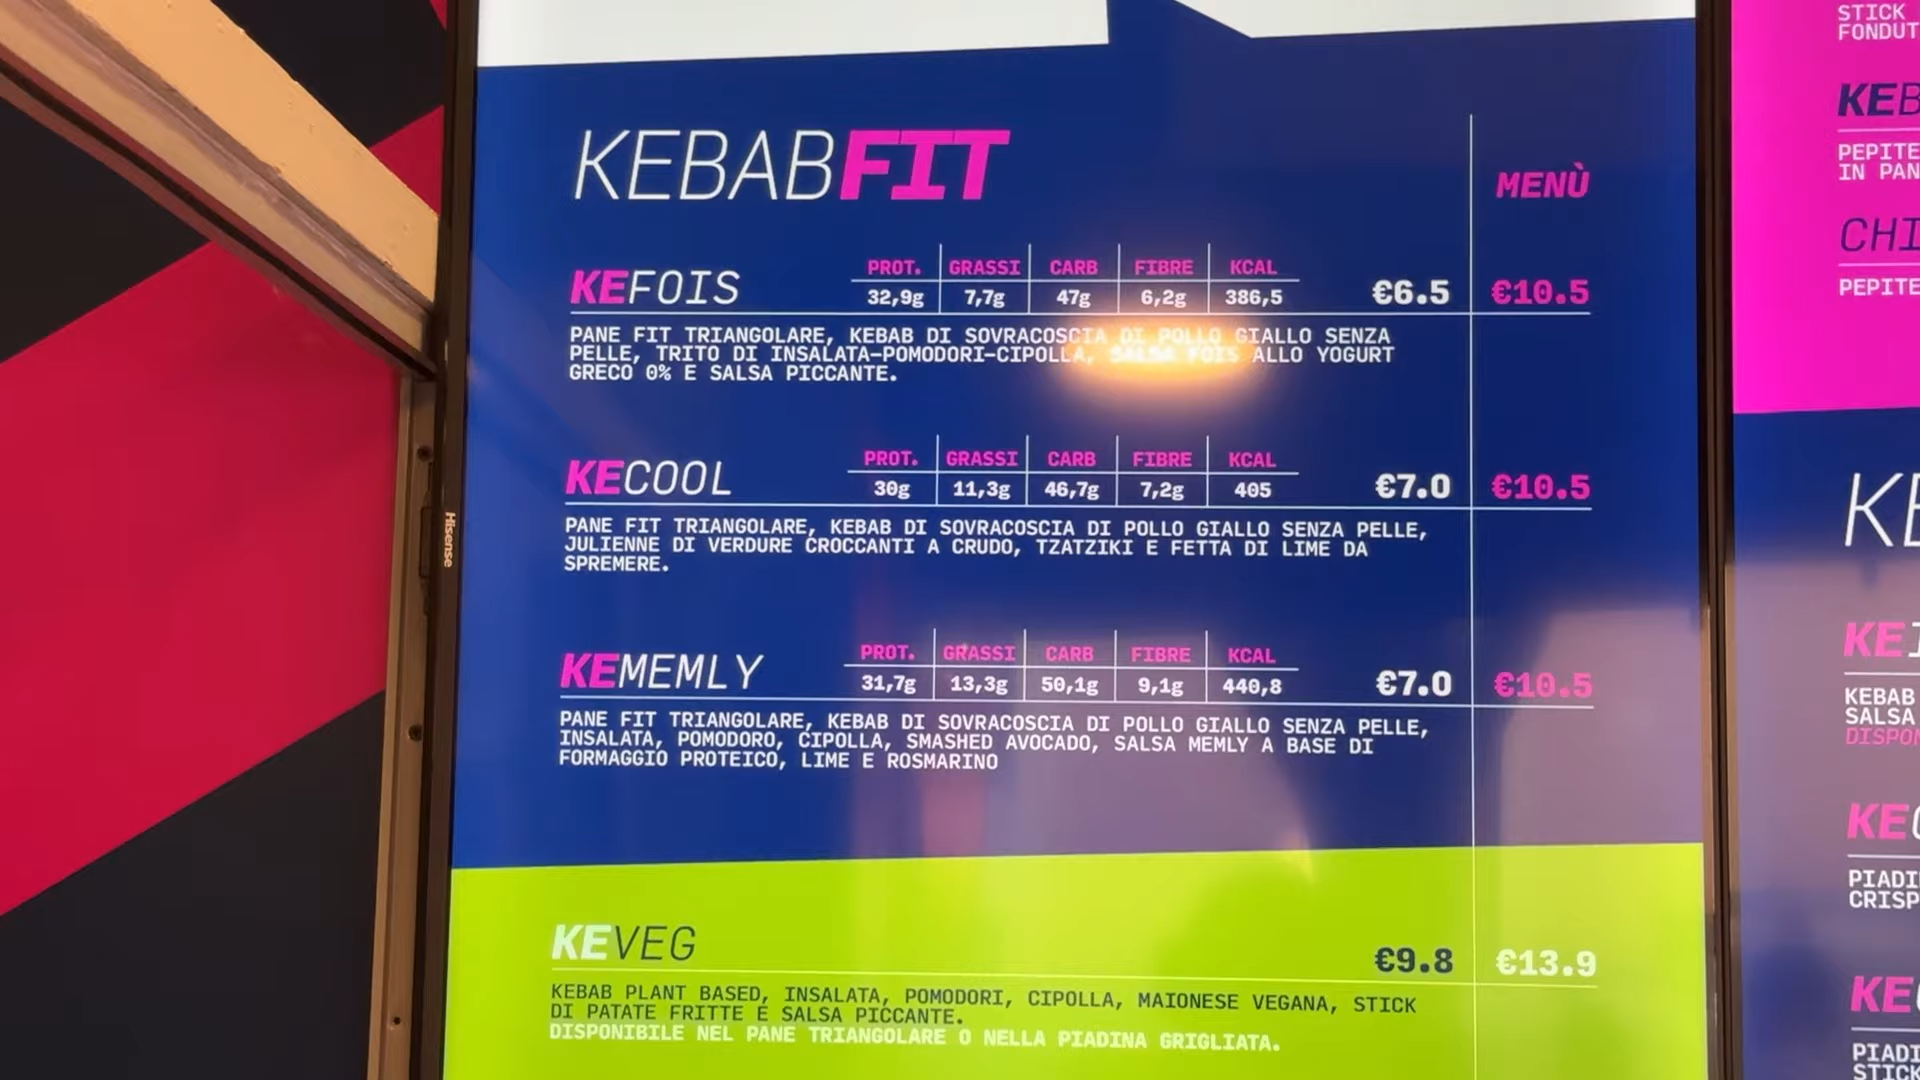 KEBABFIT
MENÙ
KEFOIS
PROT. GRASSI CARB FIBRE KCAL
32,9g 7,7g 47g 6,2g 386,5
€6.5 €10.5
PANE FIT TRIANGOLARE, KEBAB DI SOVRACOSCIA DI POLLO GIALLO SENZA
PELLE, TRITO DI INSALATA-POMODORI-CIPOLLA, SALSA FOIS ALLO YOGURT
GRECO 0% E SALSA PICCANTE.
KECOOL
PROT. GRASSI CARB FIBRE KCAL
30g 11,3g 46,7g 7,2g 405
€7.0 €10.5
PANE FIT TRIANGOLARE, KEBAB DI SOVRACOSCIA DI POLLO GIALLO SENZA PELLE,
JULIENNE DI VERDURE CROCCANTI A CRUDO, TZATZIKI E FETTA DI LIME DA
SPREMERE.
KEMEMLY
PROT. GRASSI CARB FIBRE KCAL
31,7g 13,3g 50,1g 9,1g 440,8
€7.0 €10.5
PANE FIT TRIANGOLARE, KEBAB DI SOVRACOSCIA DI POLLO GIALLO SENZA PELLE,
INSALATA, POMODORO, CIPOLLA, SMASHED AVOCADO, SALSA MEMLY A BASE DI
FORMAGGIO PROTEICO, LIME E ROSMARINO
KEVEG
€9.8 €13.9
KEBAB PLANT BASED, INSALATA, POMODORI, CIPOLLA, MAIONESE VEGANA, STICK
DI PATATE FRITTE E SALSA PICCANTE.
DISPONIBILE NEL PANE TRIANGOLARE O NELLA PIADINA GRIGLIATA.
Hisense
STICK
FONDUT
KEB
PEPITE
IN PAN
CHI
PEPITE
KE
KEBAB
SALSA
DISPON
KE
PIADI
CRISP
KE
PIADI
STICK